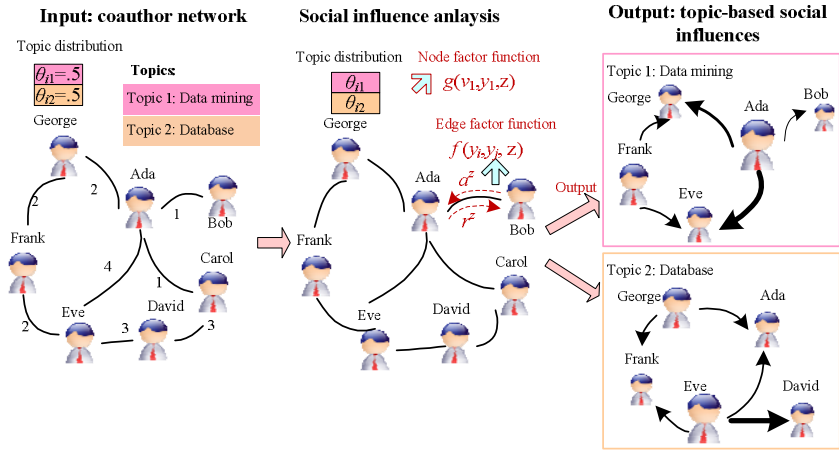 Input: coauthor network
Topic distribution
θi1=.5
θi2=.5
Topics:
Topic 1: Data mining
Topic 2: Database
George
2
2
Ada
1
Bob
Frank
4
1
Carol
Eve
David
2
3
3
Social influence anlaysis
Topic distribution
θi1
θi2
Node factor function
g(v1,y1,z)
Edge factor function
f (yi,yj, z)
George
Ada
az
rz
Bob
Frank
Carol
Eve
David
Output
Output: topic-based social
influences
Topic 1: Data mining
George
Ada
Bob
Frank
Eve
Topic 2: Database
George
Ada
Frank
Eve
David